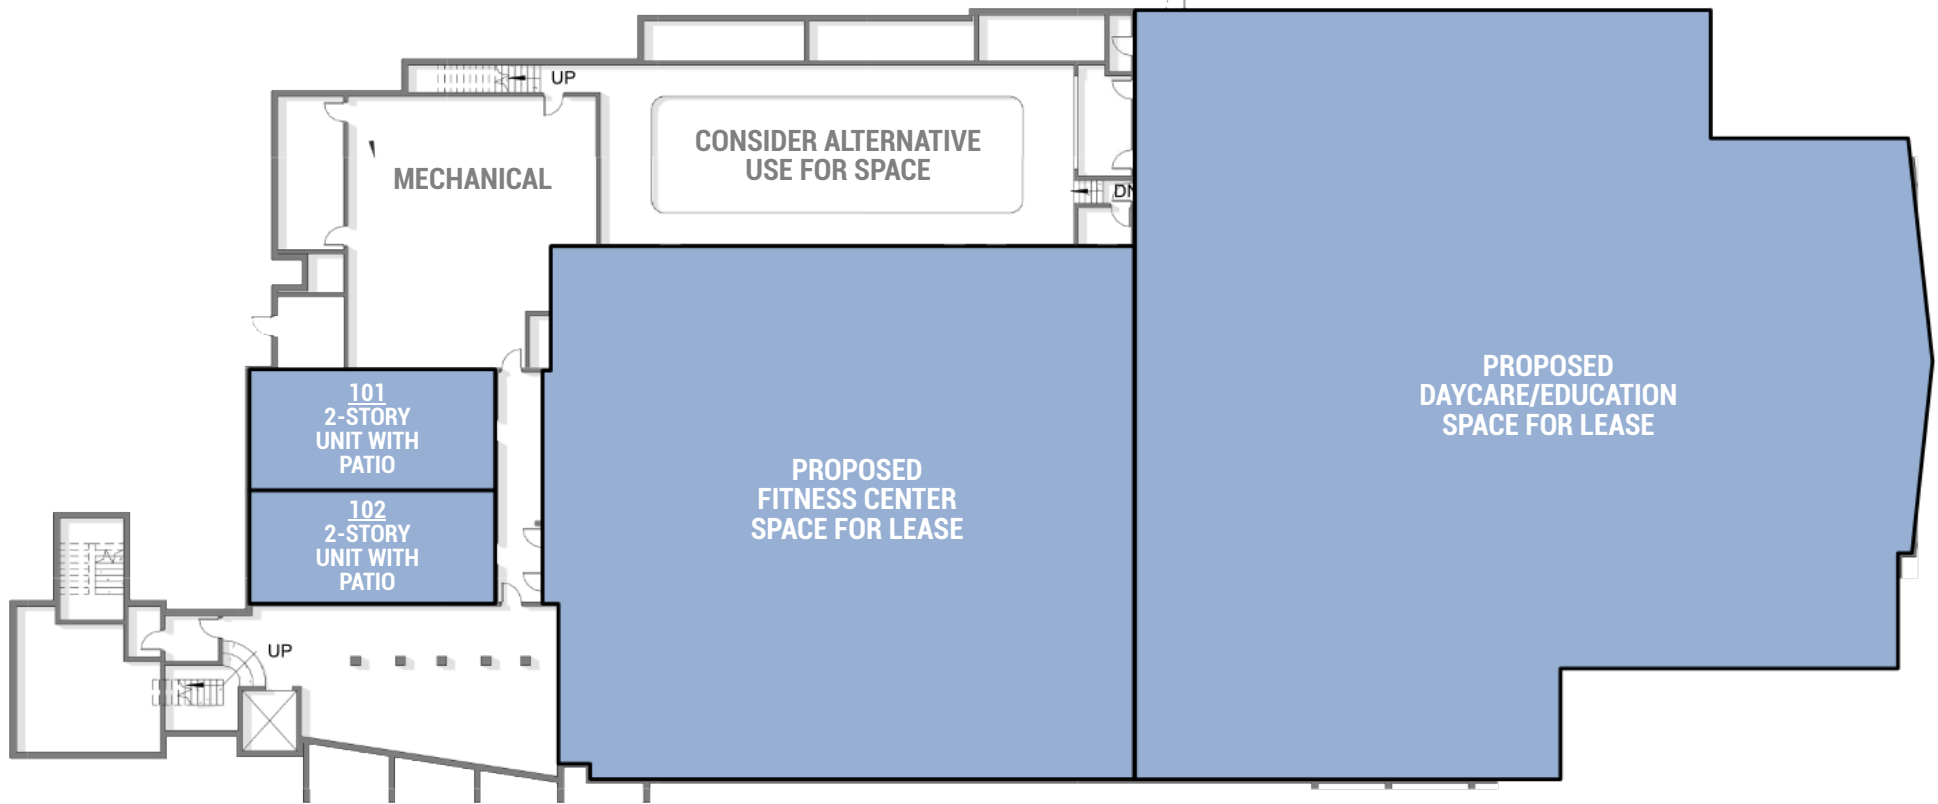 UP
CONSIDER ALTERNATIVE
USE FOR SPACE
MECHANICAL
DN
101
2-STORY
UNIT WITH
PATIO
102
2-STORY
UNIT WITH
PATIO
PROPOSED
FITNESS CENTER
SPACE FOR LEASE
PROPOSED
DAYCARE/EDUCATION
SPACE FOR LEASE
UP